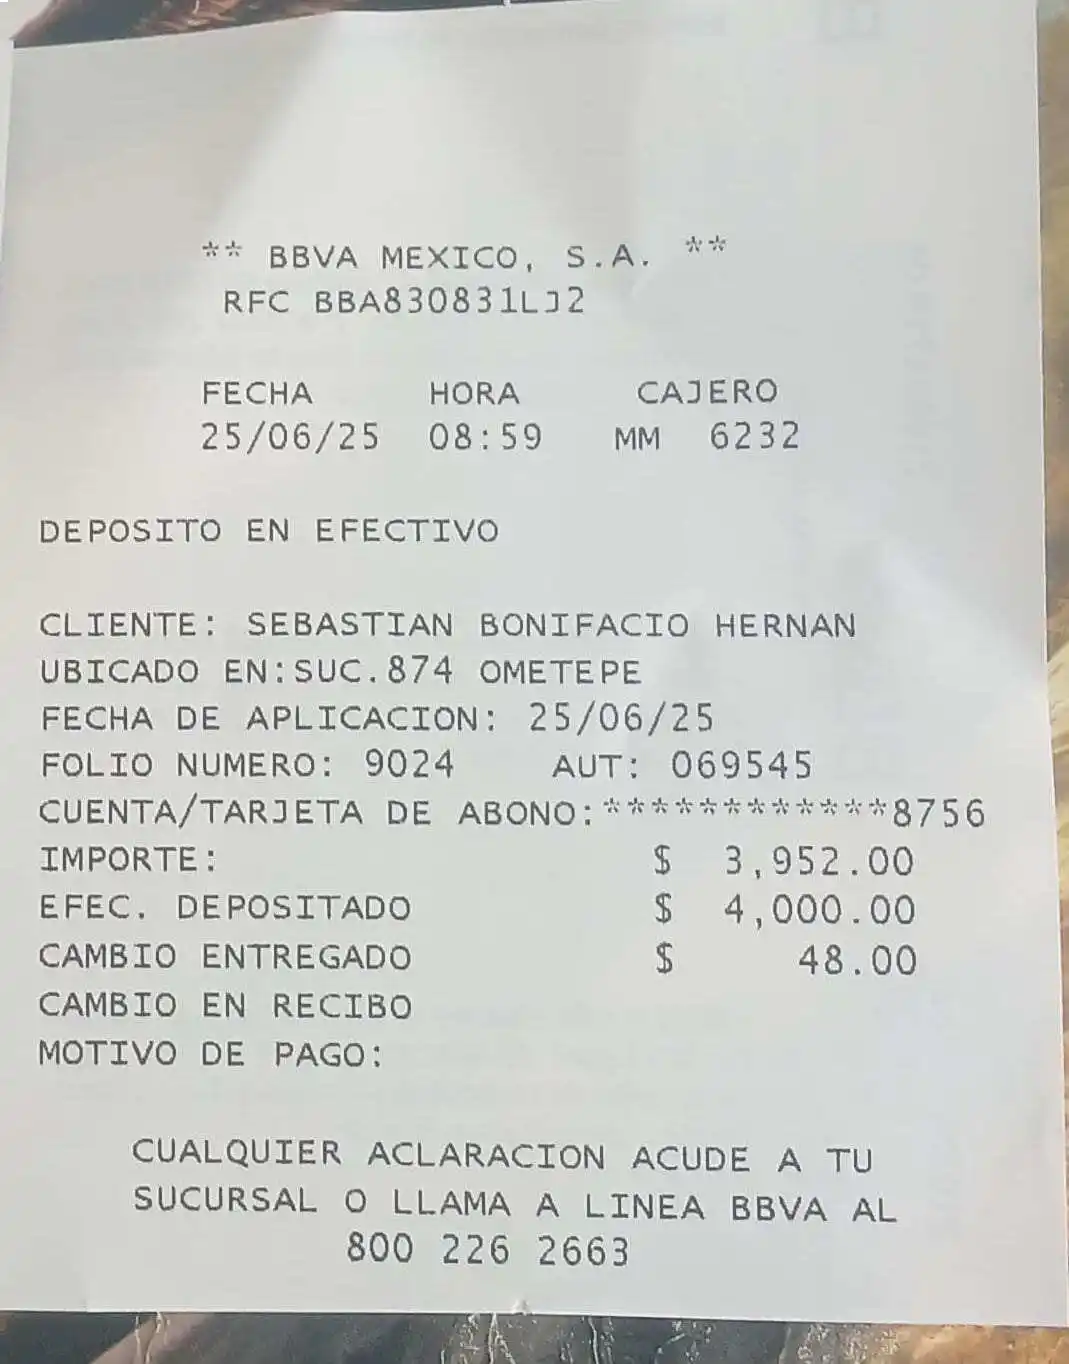 ** BBVA MEXICO, S.A. **
RFC BBA830831LJ2
FECHA HORA CAJERO
25/06/25 08:59 MM 6232
DEPOSITO EN EFECTIVO
CLIENTE: SEBASTIAN BONIFACIO HERNAN
UBICADO EN:SUC.874 OMETEPE
FECHA DE APLICACION: 25/06/25
FOLIO NUMERO: 9024 AUT: 069545
CUENTA/TARJETA DE ABONO:************8756
IMPORTE: $ 3,952.00
EFEC. DEPOSITADO $ 4,000.00
CAMBIO ENTREGADO $ 48.00
CAMBIO EN RECIBO
MOTIVO DE PAGO:
CUALQUIER ACLARACION ACUDE A TU
SUCURSAL O LLAMA A LINEA BBVA AL
800 226 2663